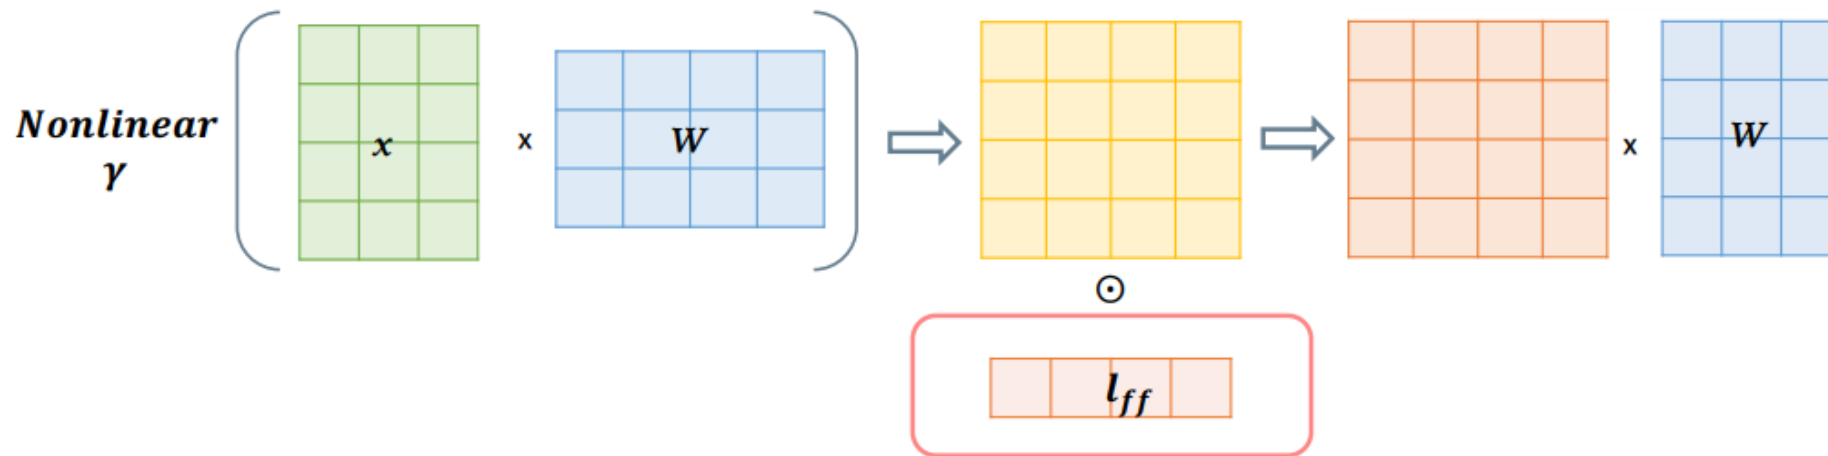 Nonlinear
γ
x
x
W
x
W
⊙
l_ff